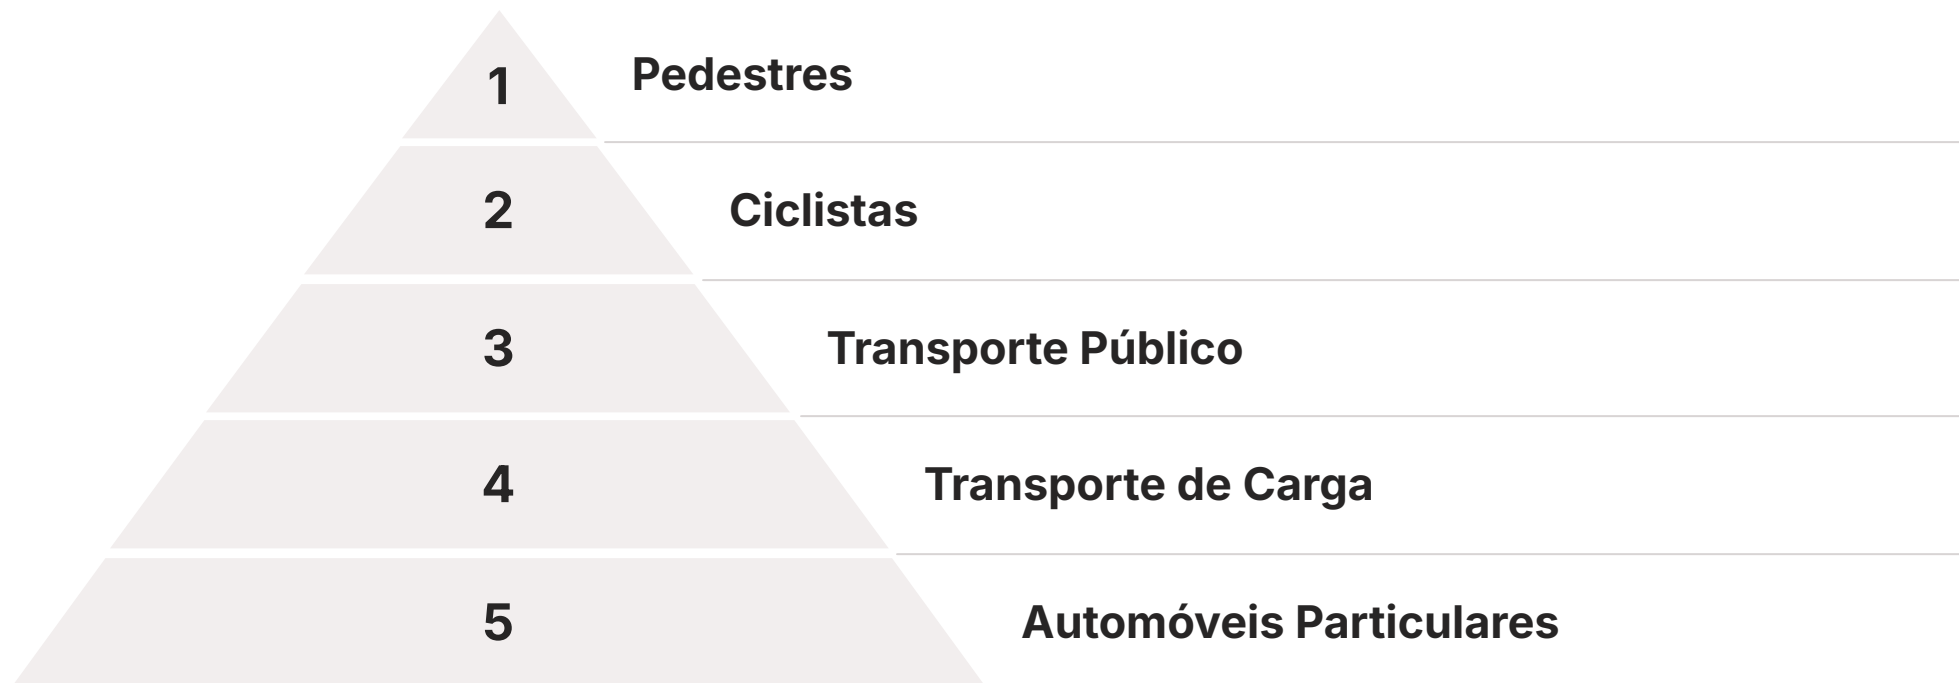 1 Pedestres
2 Ciclistas
3 Transporte Público
4 Transporte de Carga
5 Automóveis Particulares